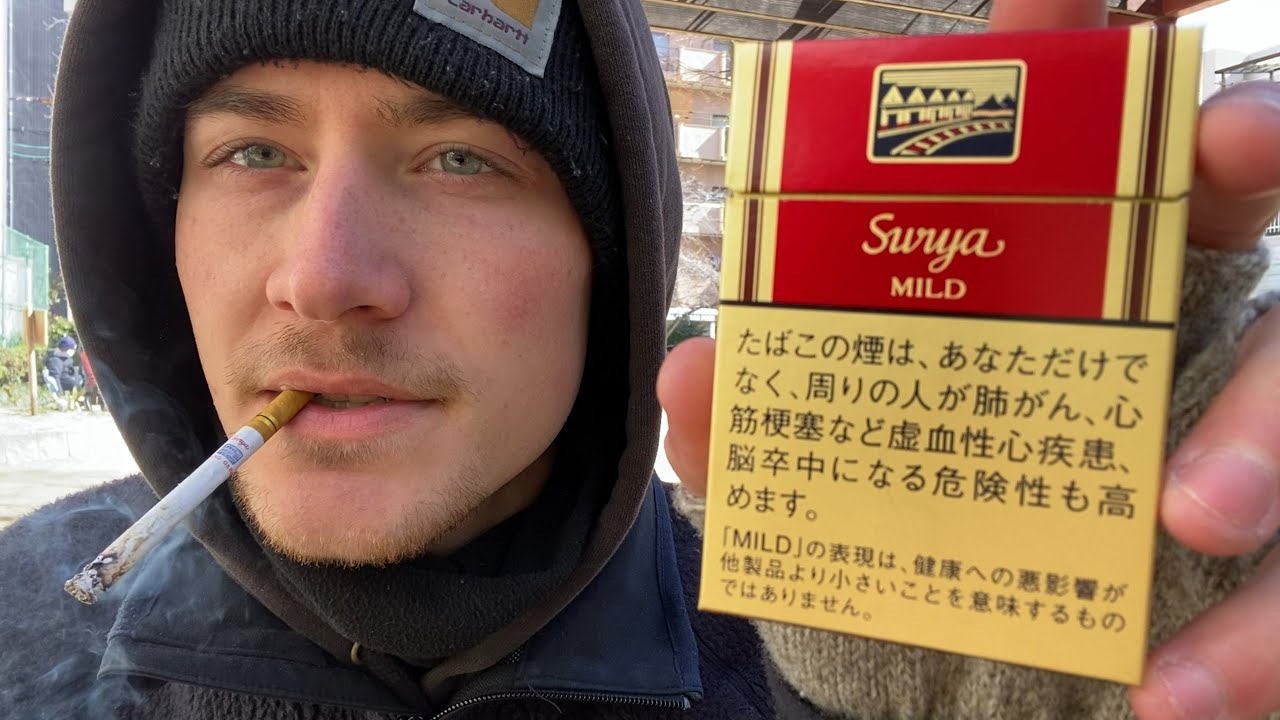 carhartt
Surya
MILD
たばこの煙は、あなただけで
なく、周りの人が肺がん、心
筋梗塞など虚血性心疾患、
脳卒中になる危険性も高
めます。
「MILD」の表現は、健康への悪影響が
他製品より小さいことを意味するもの
ではありません。